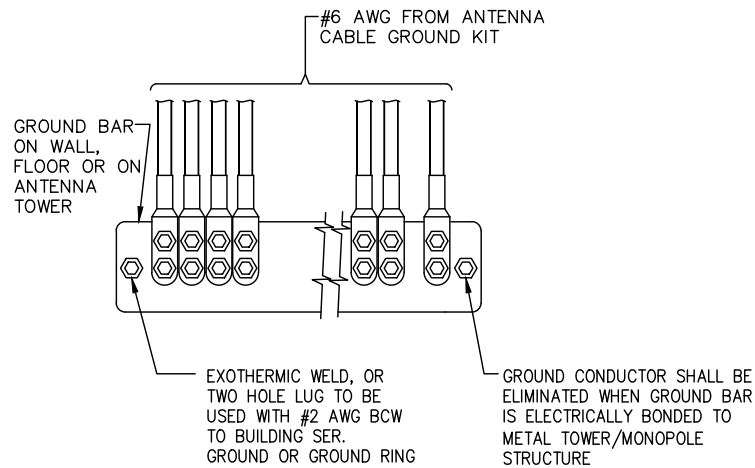 #6 AWG FROM ANTENNA
CABLE GROUND KIT
GROUND BAR
ON WALL,
FLOOR OR ON
ANTENNA
TOWER
EXOTHERMIC WELD, OR
TWO HOLE LUG TO BE
USED WITH #2 AWG BCW
TO BUILDING SER.
GROUND OR GROUND RING
GROUND CONDUCTOR SHALL BE
ELIMINATED WHEN GROUND BAR
IS ELECTRICALLY BONDED TO
METAL TOWER/MONOPOLE
STRUCTURE